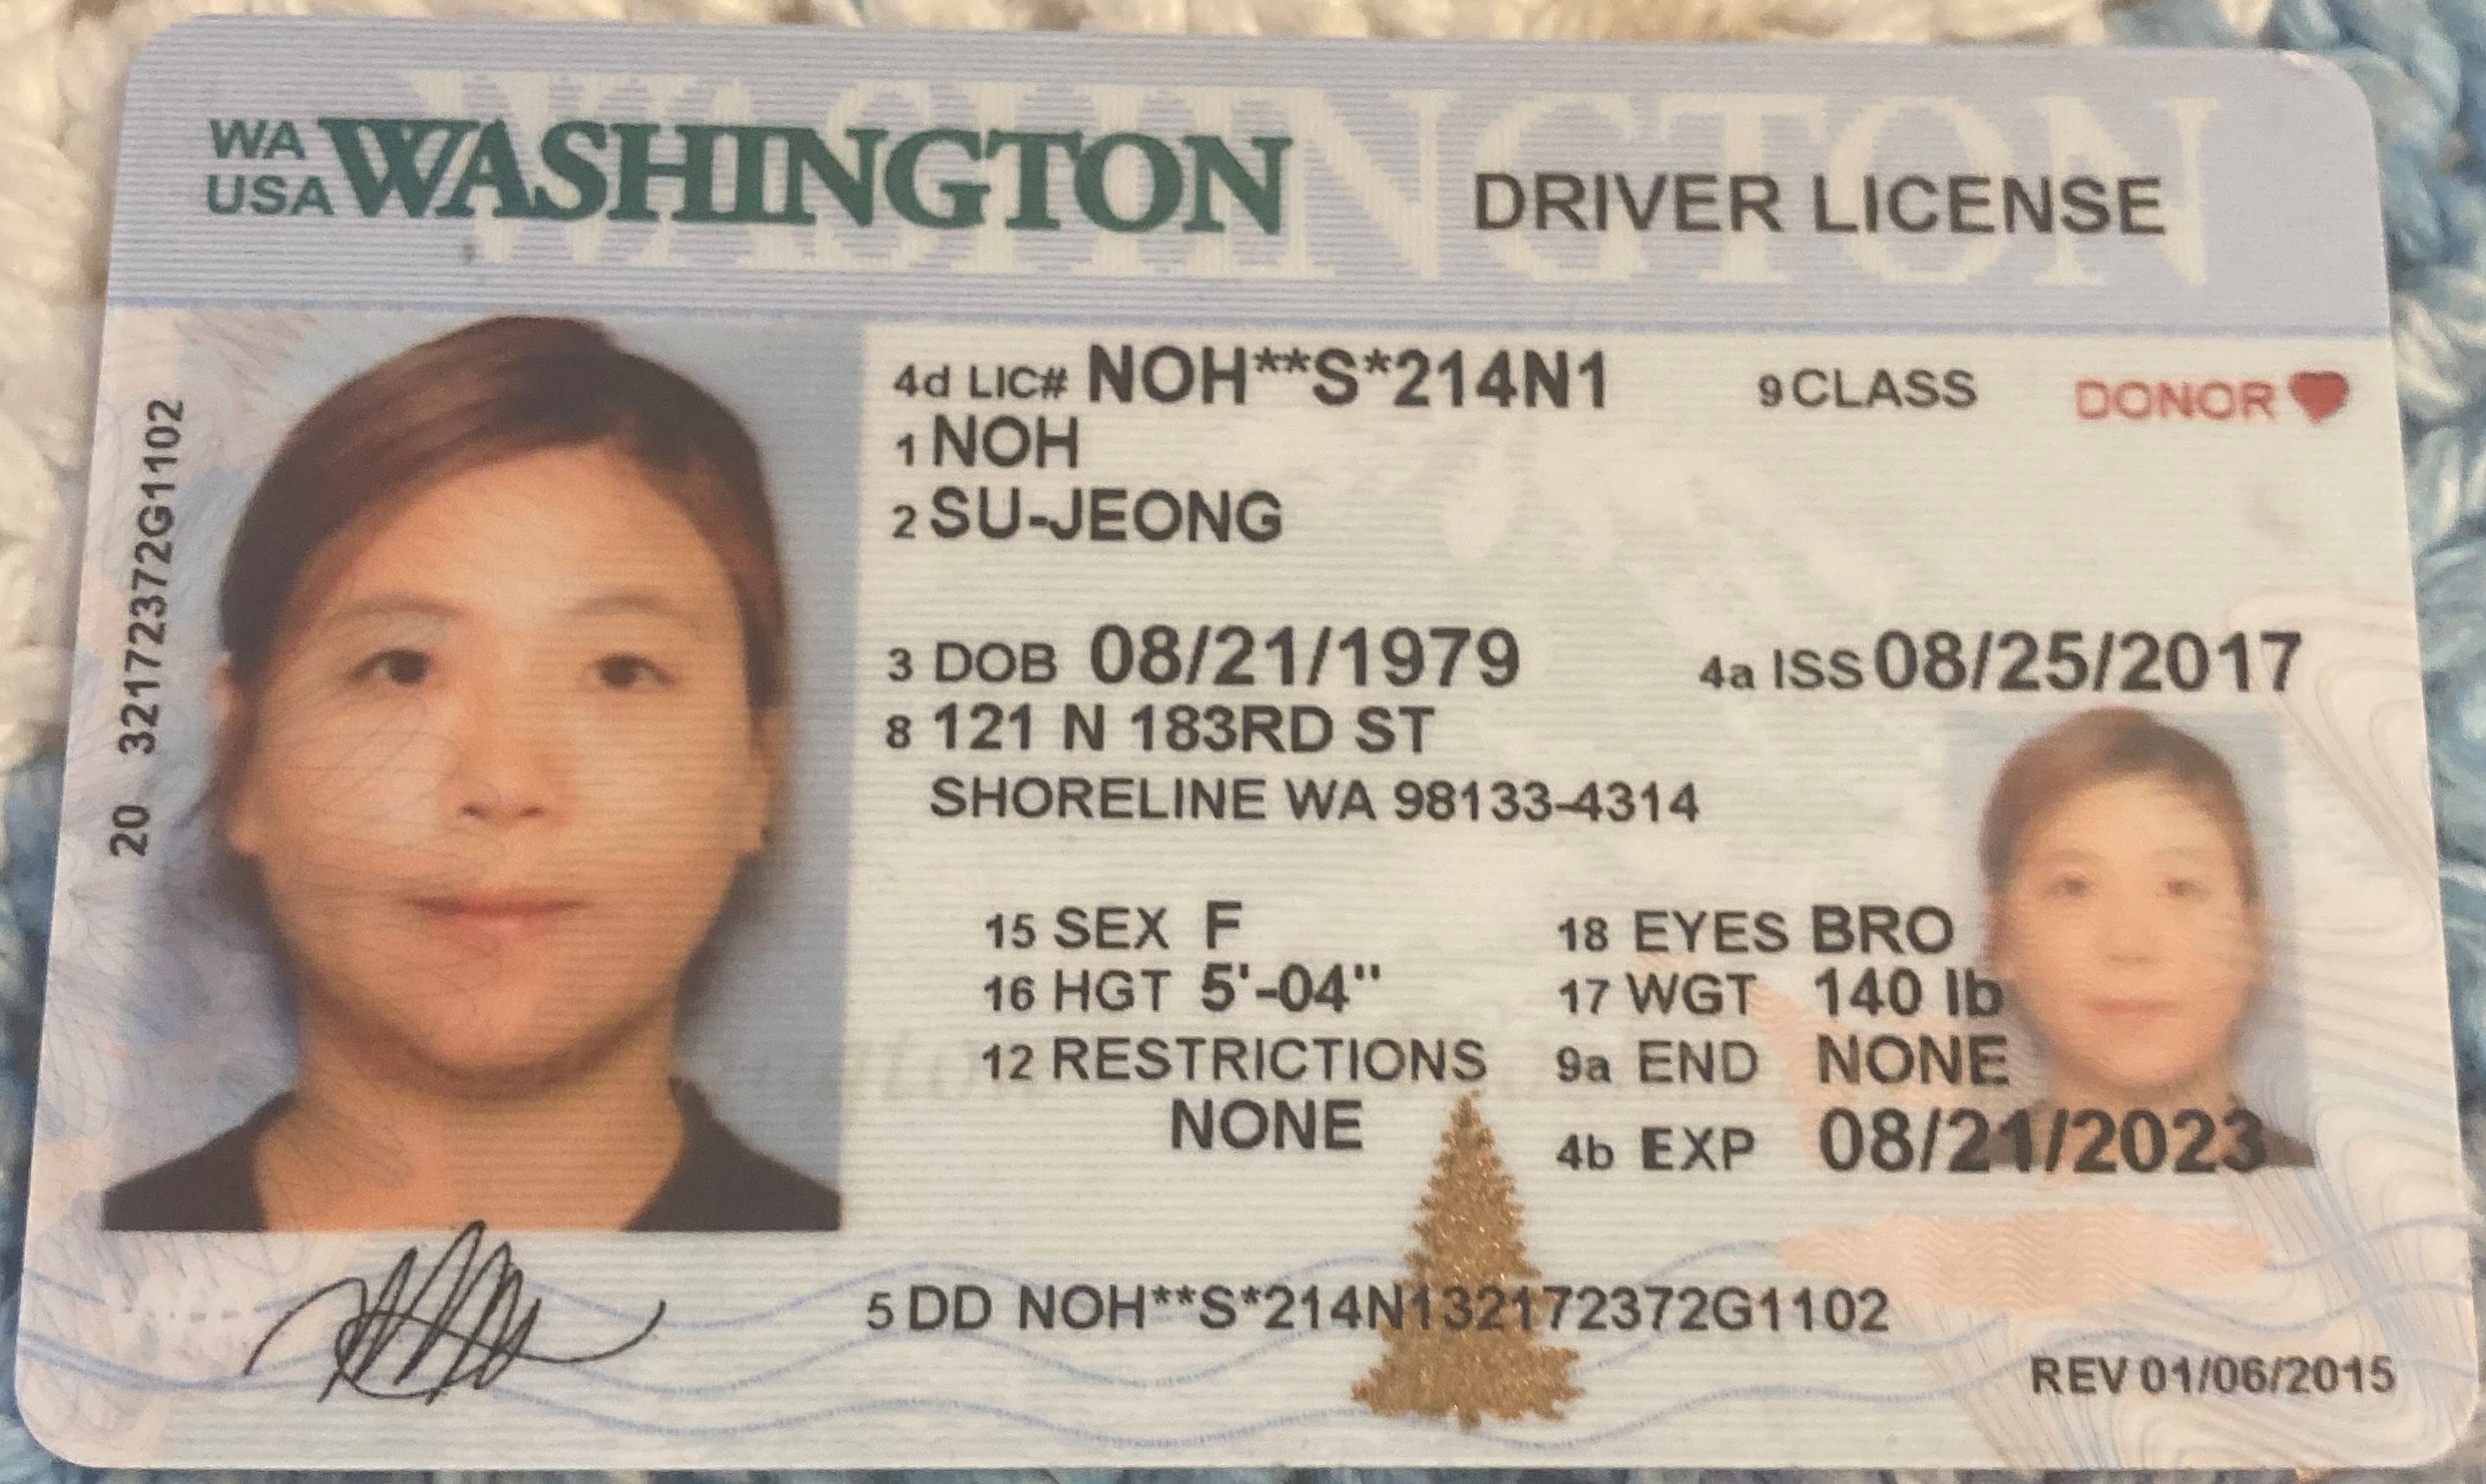 WA WASHINGTON DRIVER LICENSE
USA
4d LIC# NOH**S*214N1 9 CLASS DONOR
1 NOH
2 SU-JEONG
3 DOB 08/21/1979 4a ISS 08/25/2017
8 121 N 183RD ST
SHORELINE WA 98133-4314
15 SEX F 18 EYES BRO
16 HGT 5'-04" 17 WGT 140 lb
12 RESTRICTIONS 9a END NONE
NONE 4b EXP 08/21/2023
5 DD NOH**S*214N132172372G1102
REV 01/06/2015
20 32172372G1102
WASHINGTON